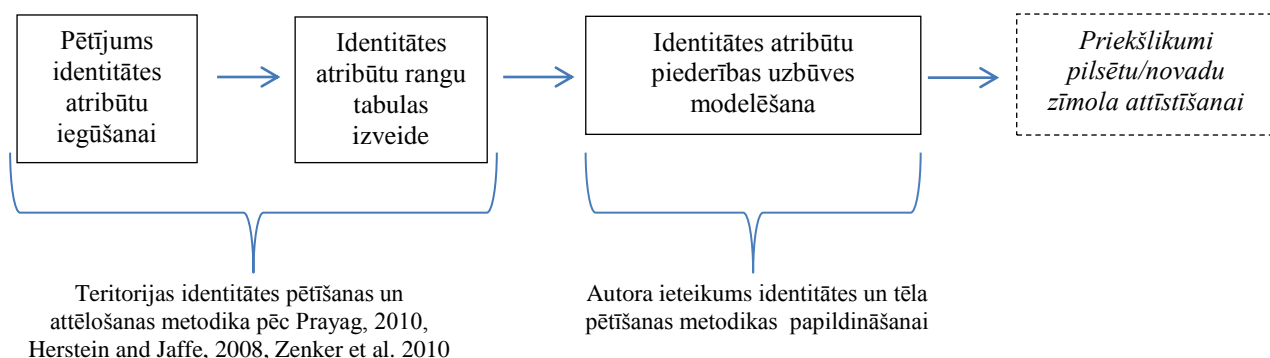 Pētījums
identitātes
atribūtu
iegūšanai
Identitātes
atribūtu rangu
tabulas
izveide
Identitātes atribūtu
piederības uzbūves
modelēšana
Priekšlikumi
pilsētu/novadu
zīmola attīstīšanai
Teritorijas identitātes pētīšanas un
attēlošanas metodika pēc Prayag, 2010,
Herstein and Jaffe, 2008, Zenker et al. 2010
Autora ieteikums identitātes un tēla
pētīšanas metodikas papildināšanai